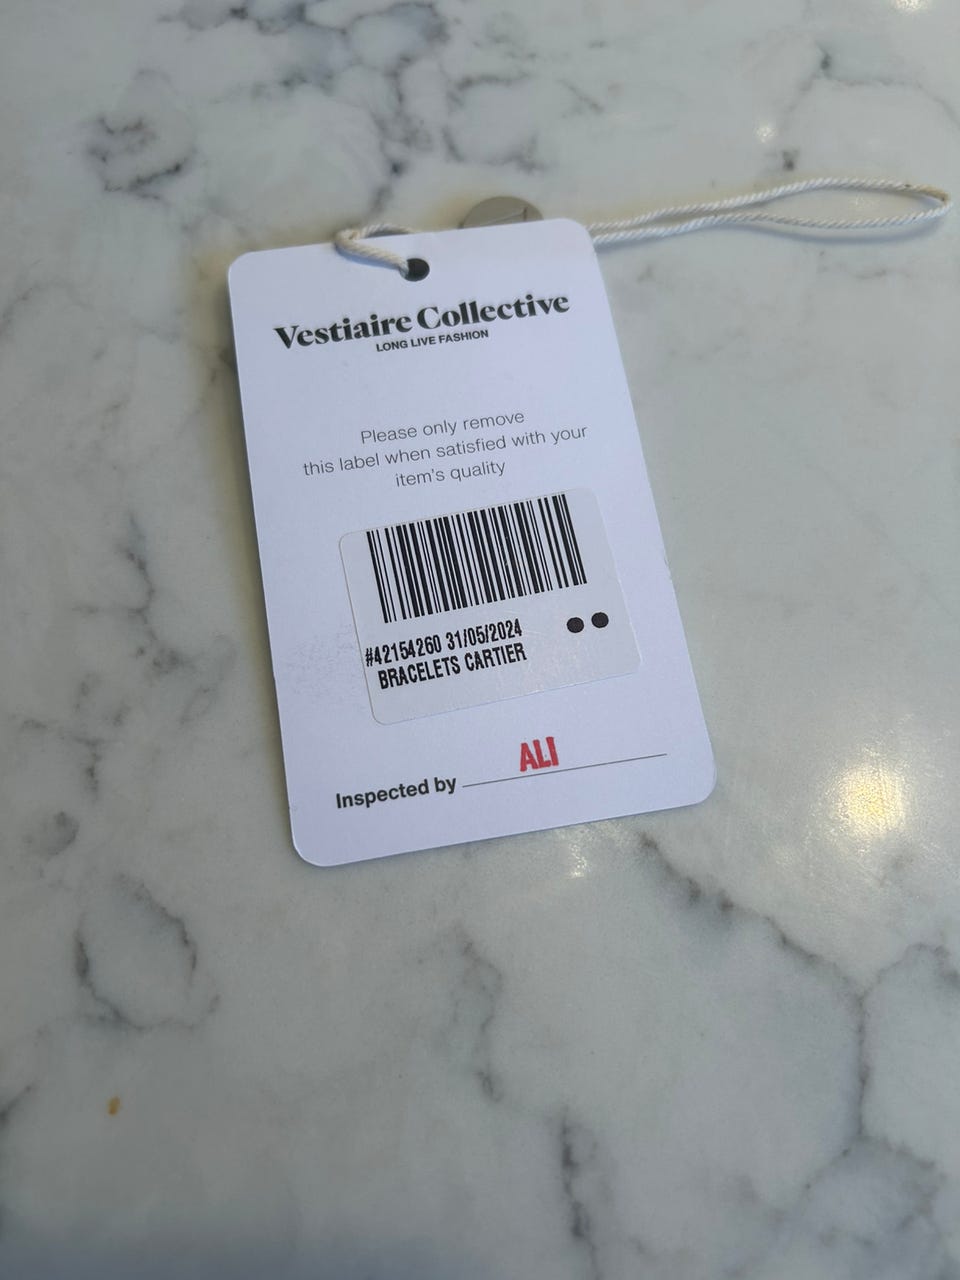 Vestiaire Collective
LONG LIVE FASHION
Please only remove
this label when satisfied with your
item's quality
#42154260 31/05/2024
BRACELETS CARTIER
ALI
Inspected by